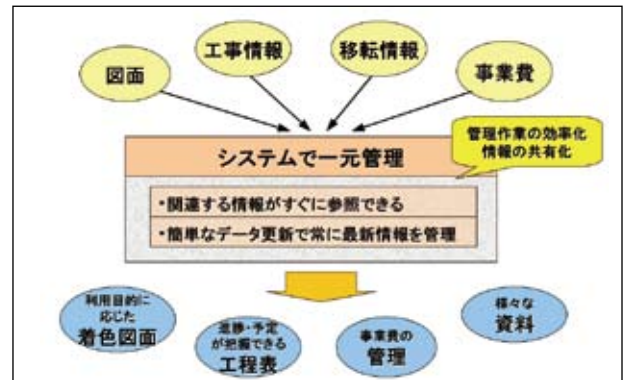 図面
工事情報
移転情報
事業費
管理作業の効率化
情報の共有化
システムで一元管理
・関連する情報がすぐに参照できる
・簡単なデータ更新で常に最新情報を管理
利用目的に
応じた
着色図面
進捗・予定
が把握できる
工程表
事業費の
管理
様々な
資料